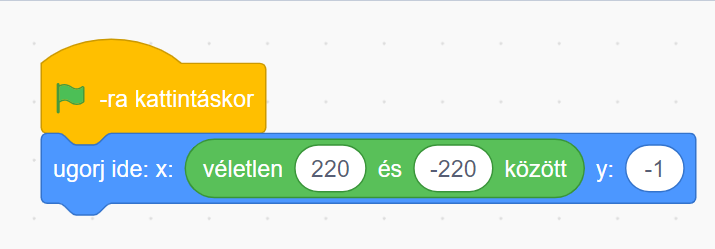 -ra kattintáskor
ugorj ide: x: véletlen 220 és -220 között y: -1